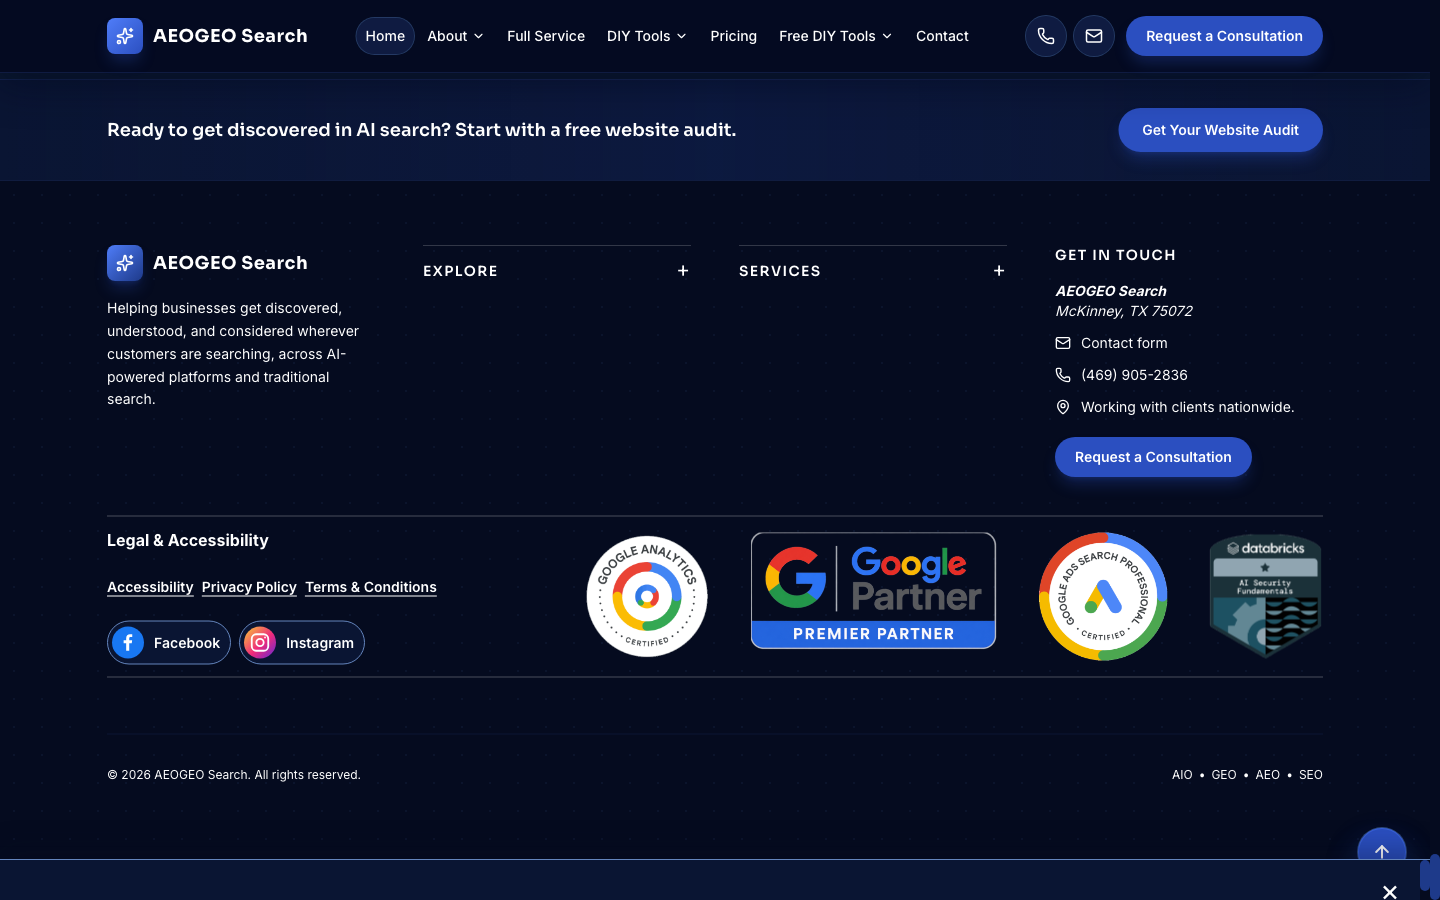 AEOGEO Search
Home
About
Full Service
DIY Tools
Pricing
Free DIY Tools
Contact
Request a Consultation
Ready to get discovered in AI search? Start with a free website audit.
Get Your Website Audit
AEOGEO Search
Helping businesses get discovered,
understood, and considered wherever
customers are searching, across AI-
powered platforms and traditional
search.
EXPLORE +
SERVICES +
GET IN TOUCH
AEOGEO Search
McKinney, TX 75072
Contact form
(469) 905-2836
Working with clients nationwide.
Request a Consultation
Legal & Accessibility
Accessibility Privacy Policy Terms & Conditions
Facebook
Instagram
GOOGLE ANALYTICS
• CERTIFIED •
Google
Partner
PREMIER PARTNER
GOOGLE ADS SEARCH PROFESSIONAL
• CERTIFIED •
databricks
AI Security
Fundamentals
© 2026 AEOGEO Search. All rights reserved.
AIO • GEO • AEO • SEO